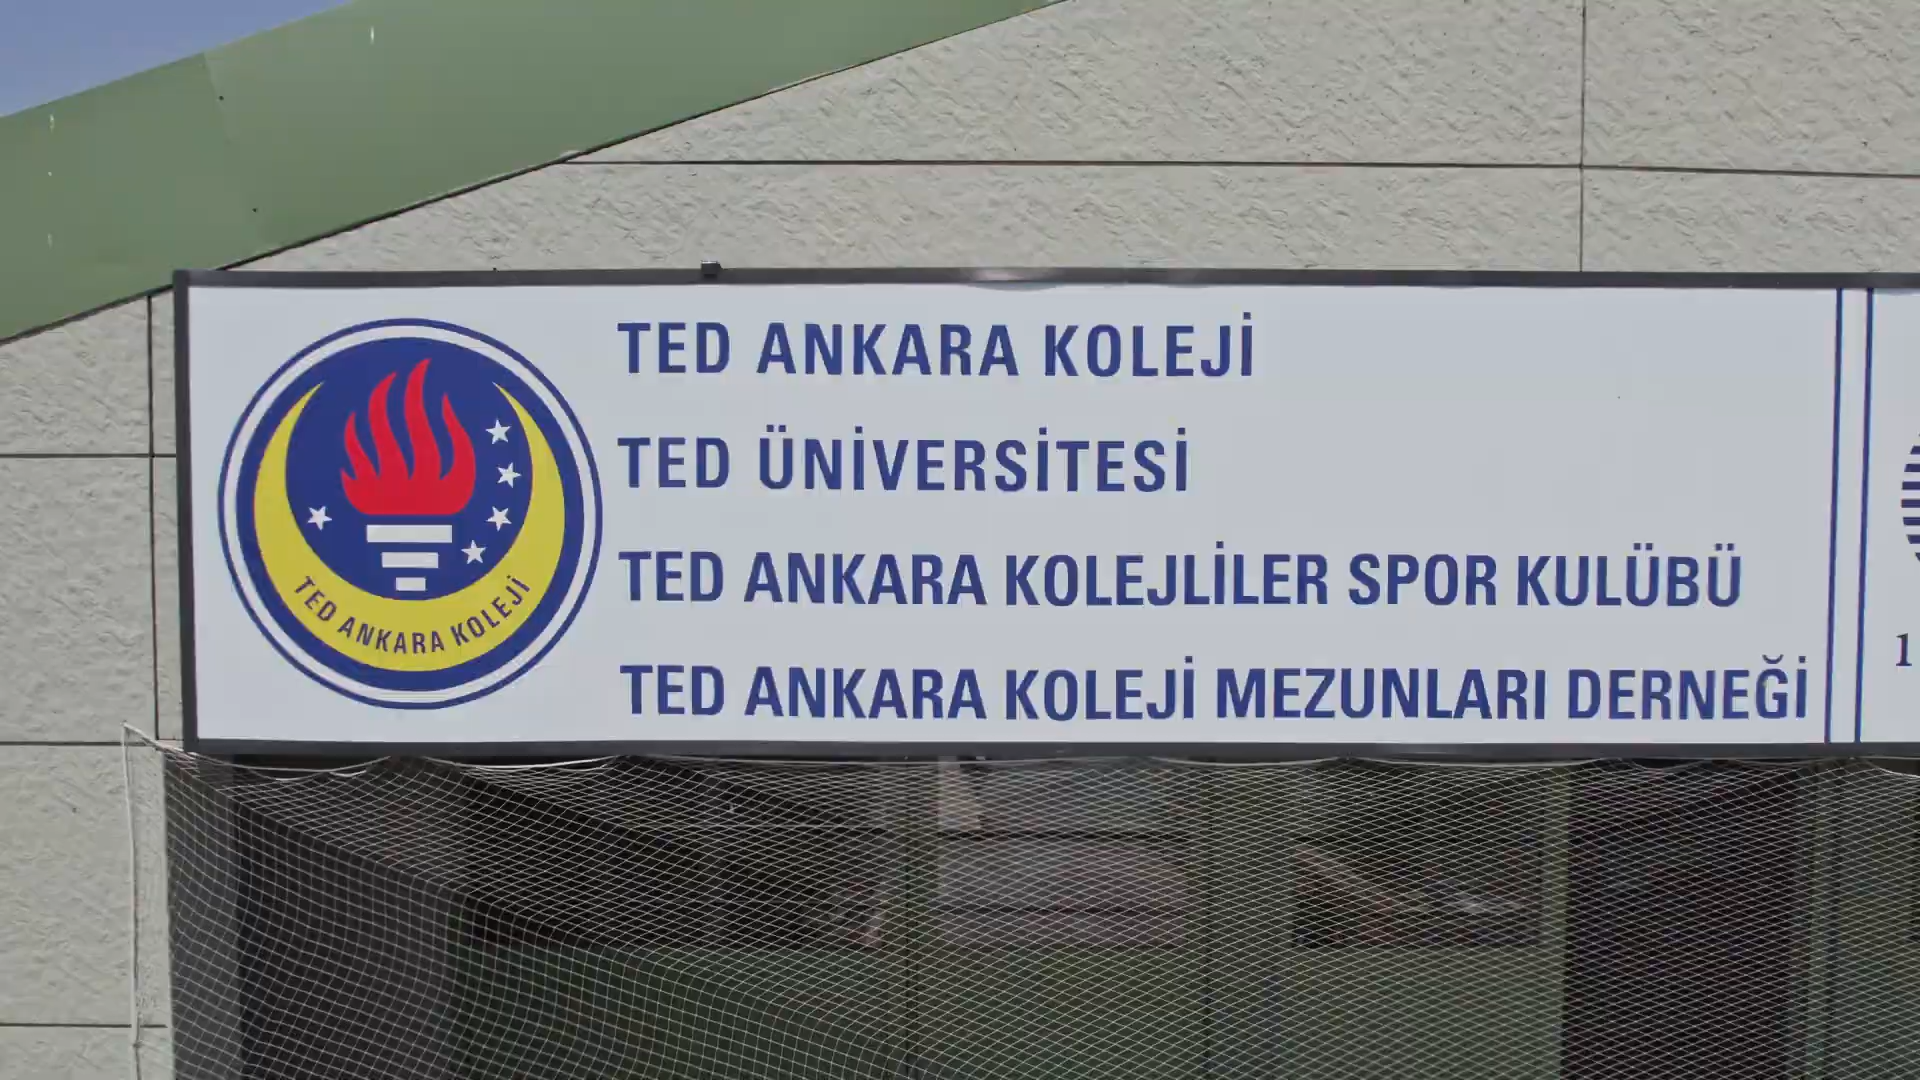 TED ANKARA KOLEJİ
TED ÜNİVERSİTESİ
TED ANKARA KOLEJLİLER SPOR KULÜBÜ
TED ANKARA KOLEJİ MEZUNLARI DERNEĞİ
TED ANKARA KOLEJİ
1